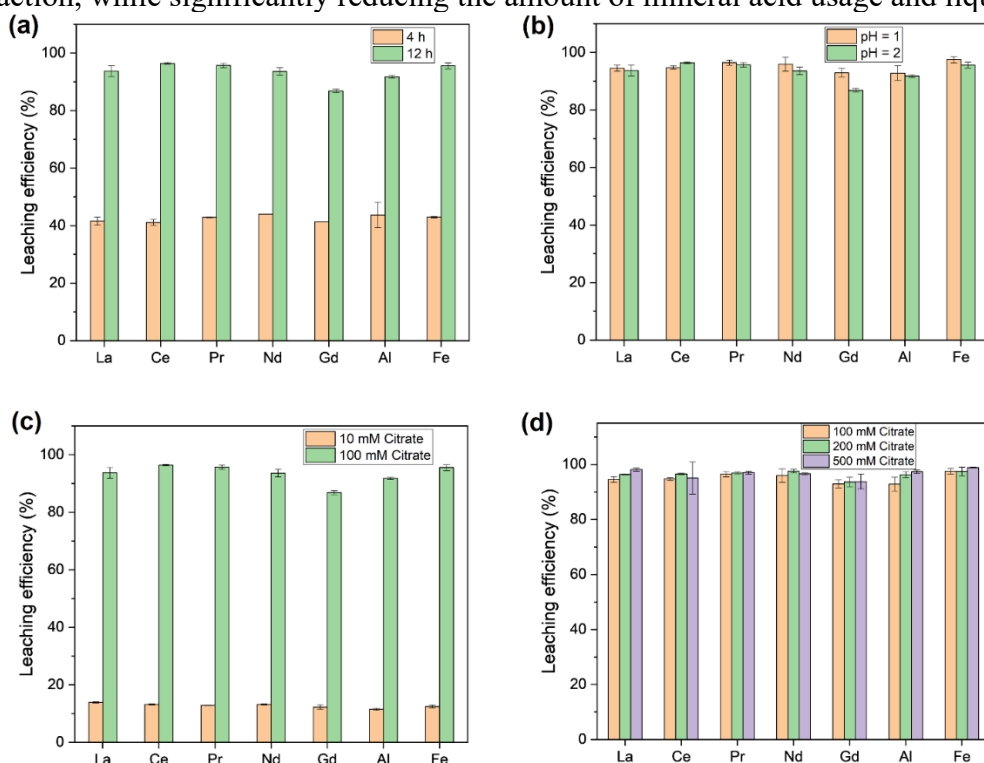 action, while significantly reducing the amount of mineral acid usage and liqu
(a)
4 h
12 h
Leaching efficiency (%)
100
80
60
40
20
0
La Ce Pr Nd Gd Al Fe
(b)
pH = 1
pH = 2
Leaching efficiency (%)
100
80
60
40
20
0
La Ce Pr Nd Gd Al Fe
(c)
10 mM Citrate
100 mM Citrate
Leaching efficiency (%)
100
80
60
40
20
0
La Ce Pr Nd Gd Al Fe
(d)
100 mM Citrate
200 mM Citrate
500 mM Citrate
Leaching efficiency (%)
100
80
60
40
20
0
La Ce Pr Nd Gd Al Fe